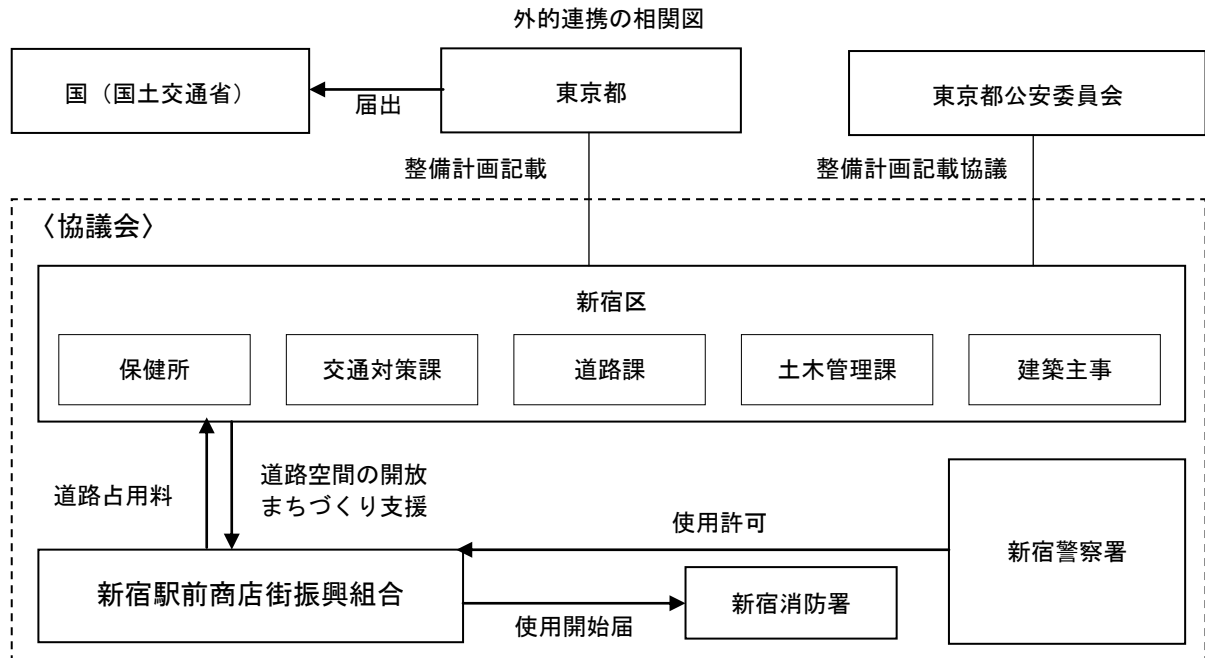 外的連携の相関図
国（国土交通省）
届出
東京都
東京都公安委員会
整備計画記載
整備計画記載協議
〈協議会〉
新宿区
保健所
交通対策課
道路課
土木管理課
建築主事
道路占用料
道路空間の開放
まちづくり支援
使用許可
新宿警察署
新宿駅前商店街振興組合
使用開始届
新宿消防署